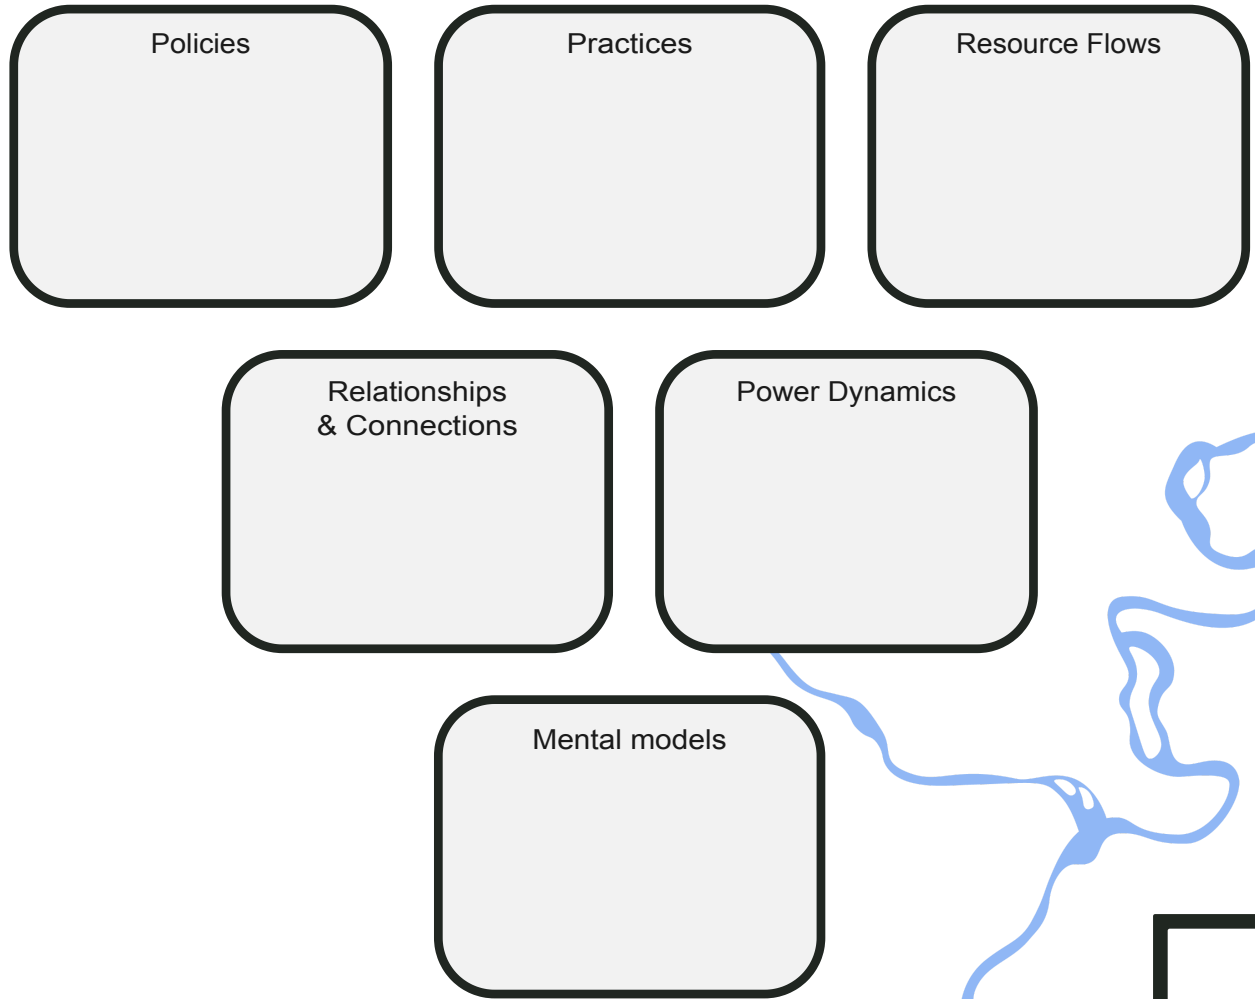 Policies
Practices
Resource Flows
Relationships
& Connections
Power Dynamics
Mental models